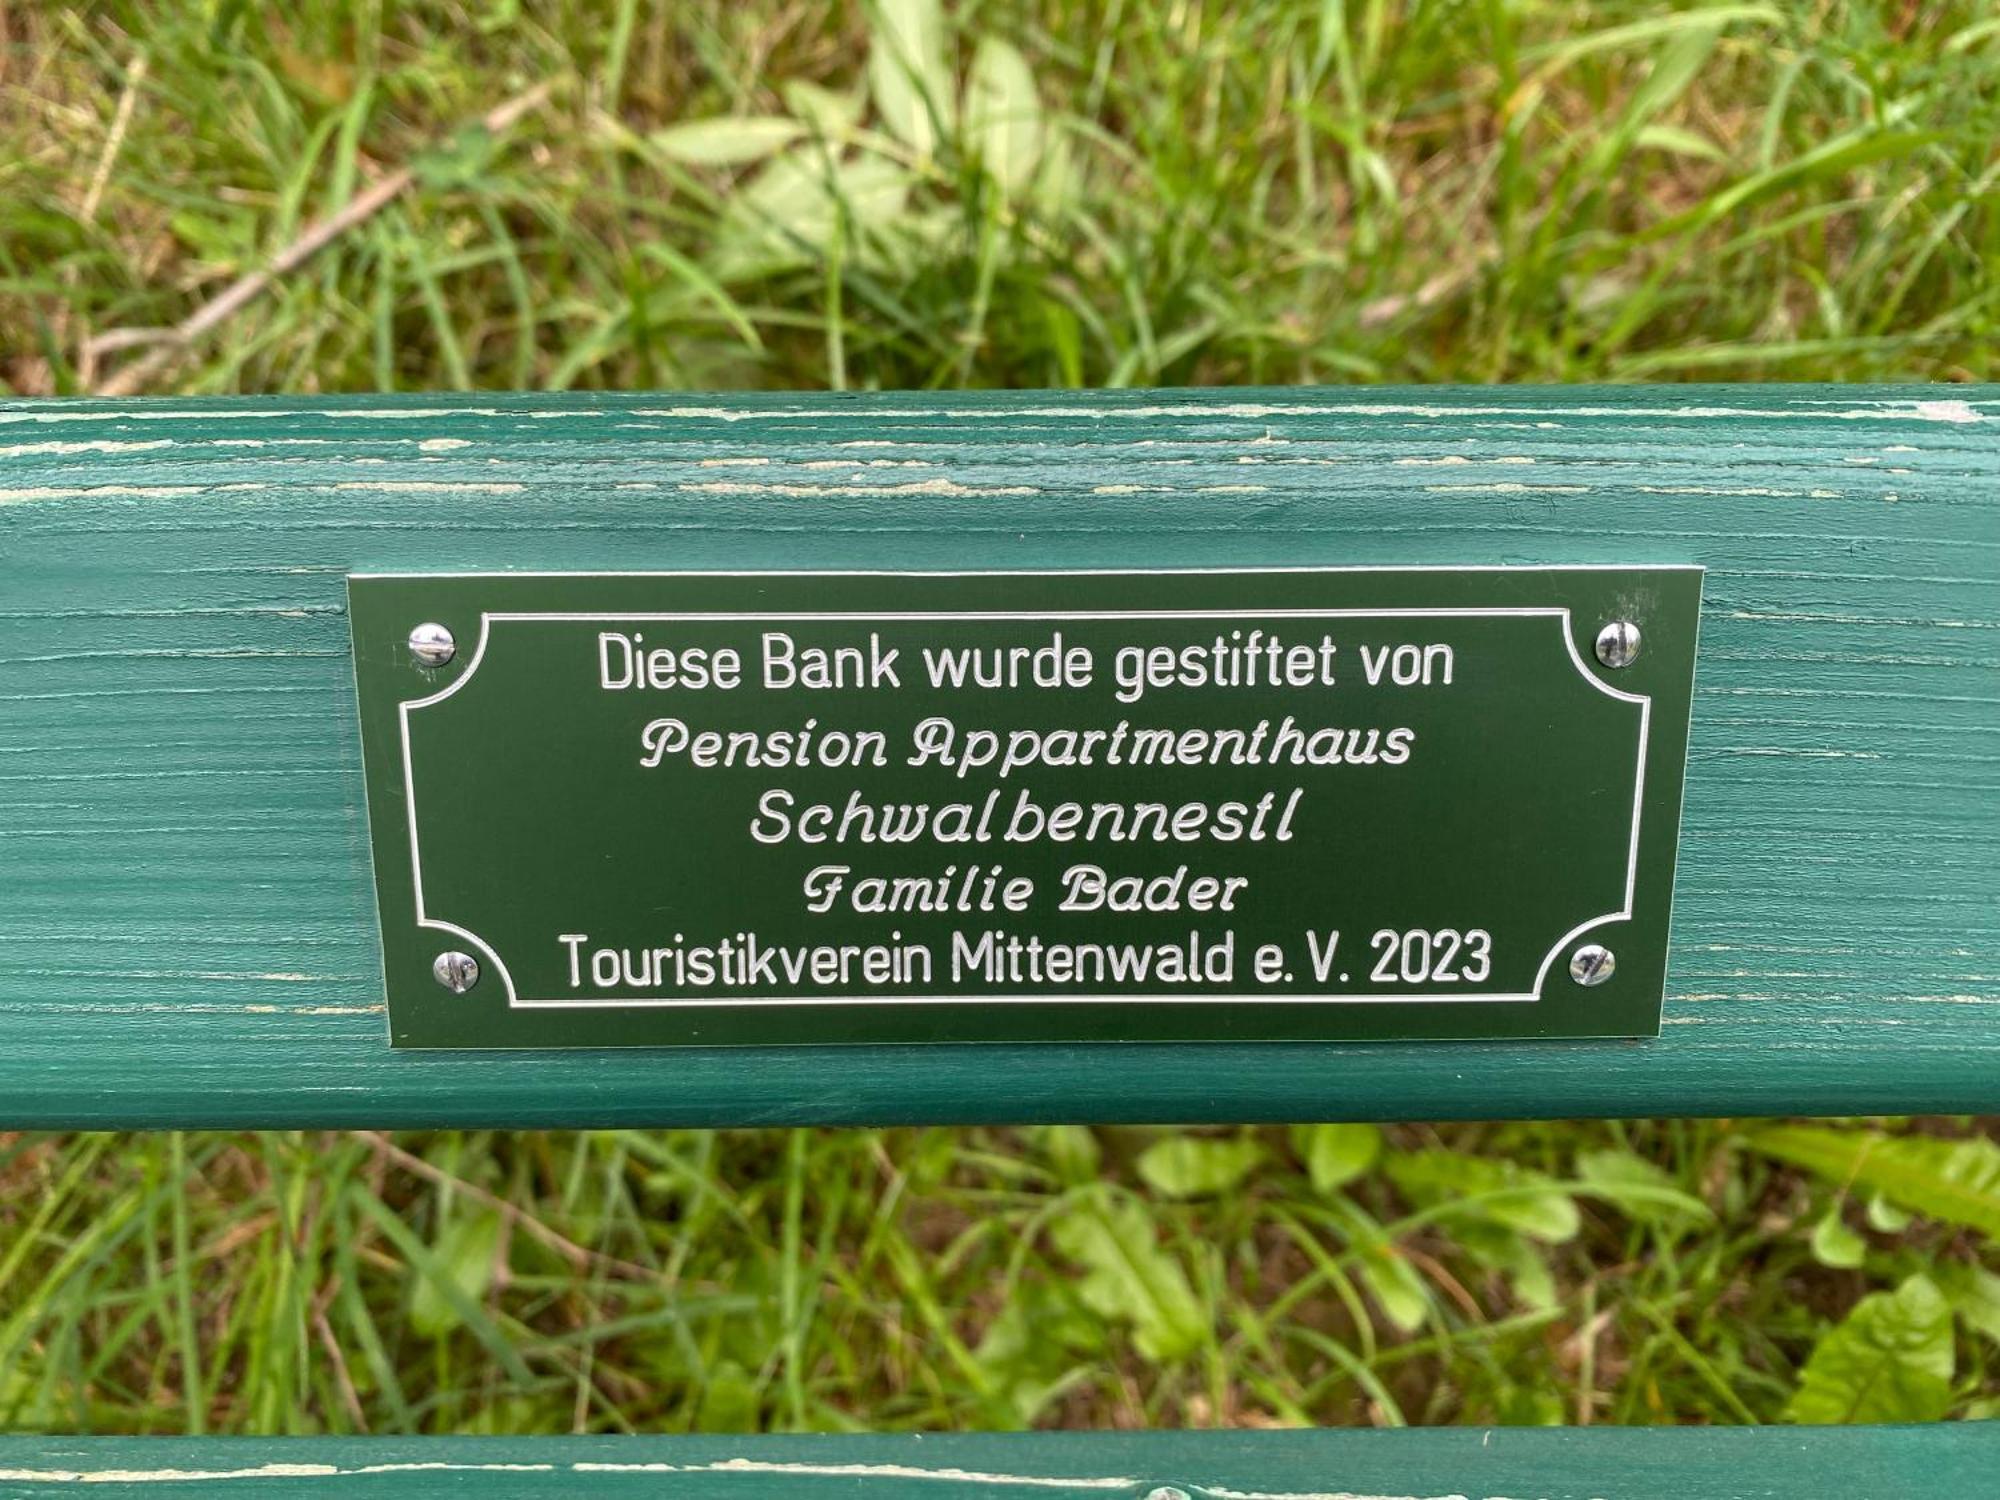 Diese Bank wurde gestiftet von
Pension Appartmenthaus
Schwalbennestl
Familie Bader
Touristikverein Mittenwald e. V. 2023